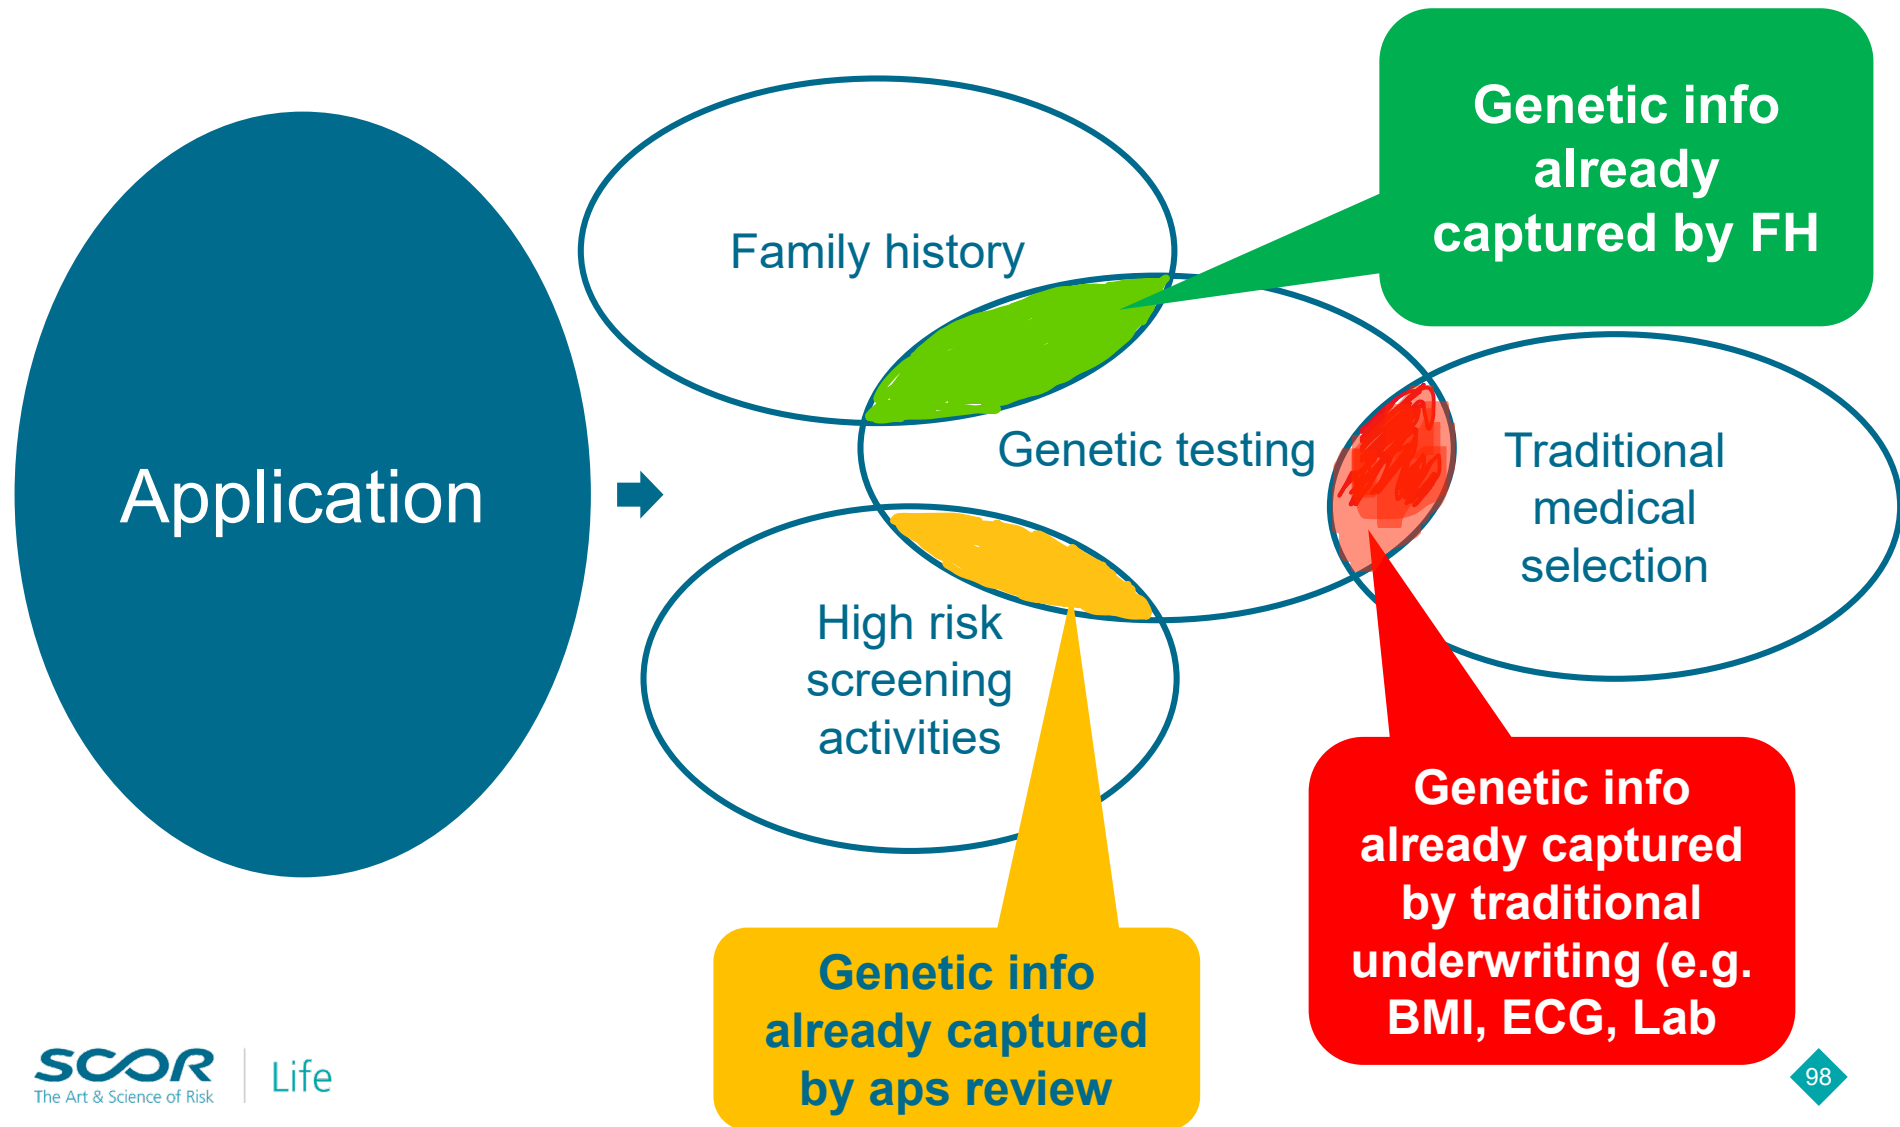 Application
Family history
Genetic info
already
captured by FH
Genetic testing
Traditional
medical
selection
High risk
screening
activities
Genetic info
already captured
by traditional
underwriting (e.g.
BMI, ECG, Lab
Genetic info
already captured
by aps review
SCOR
The Art & Science of Risk
Life
98